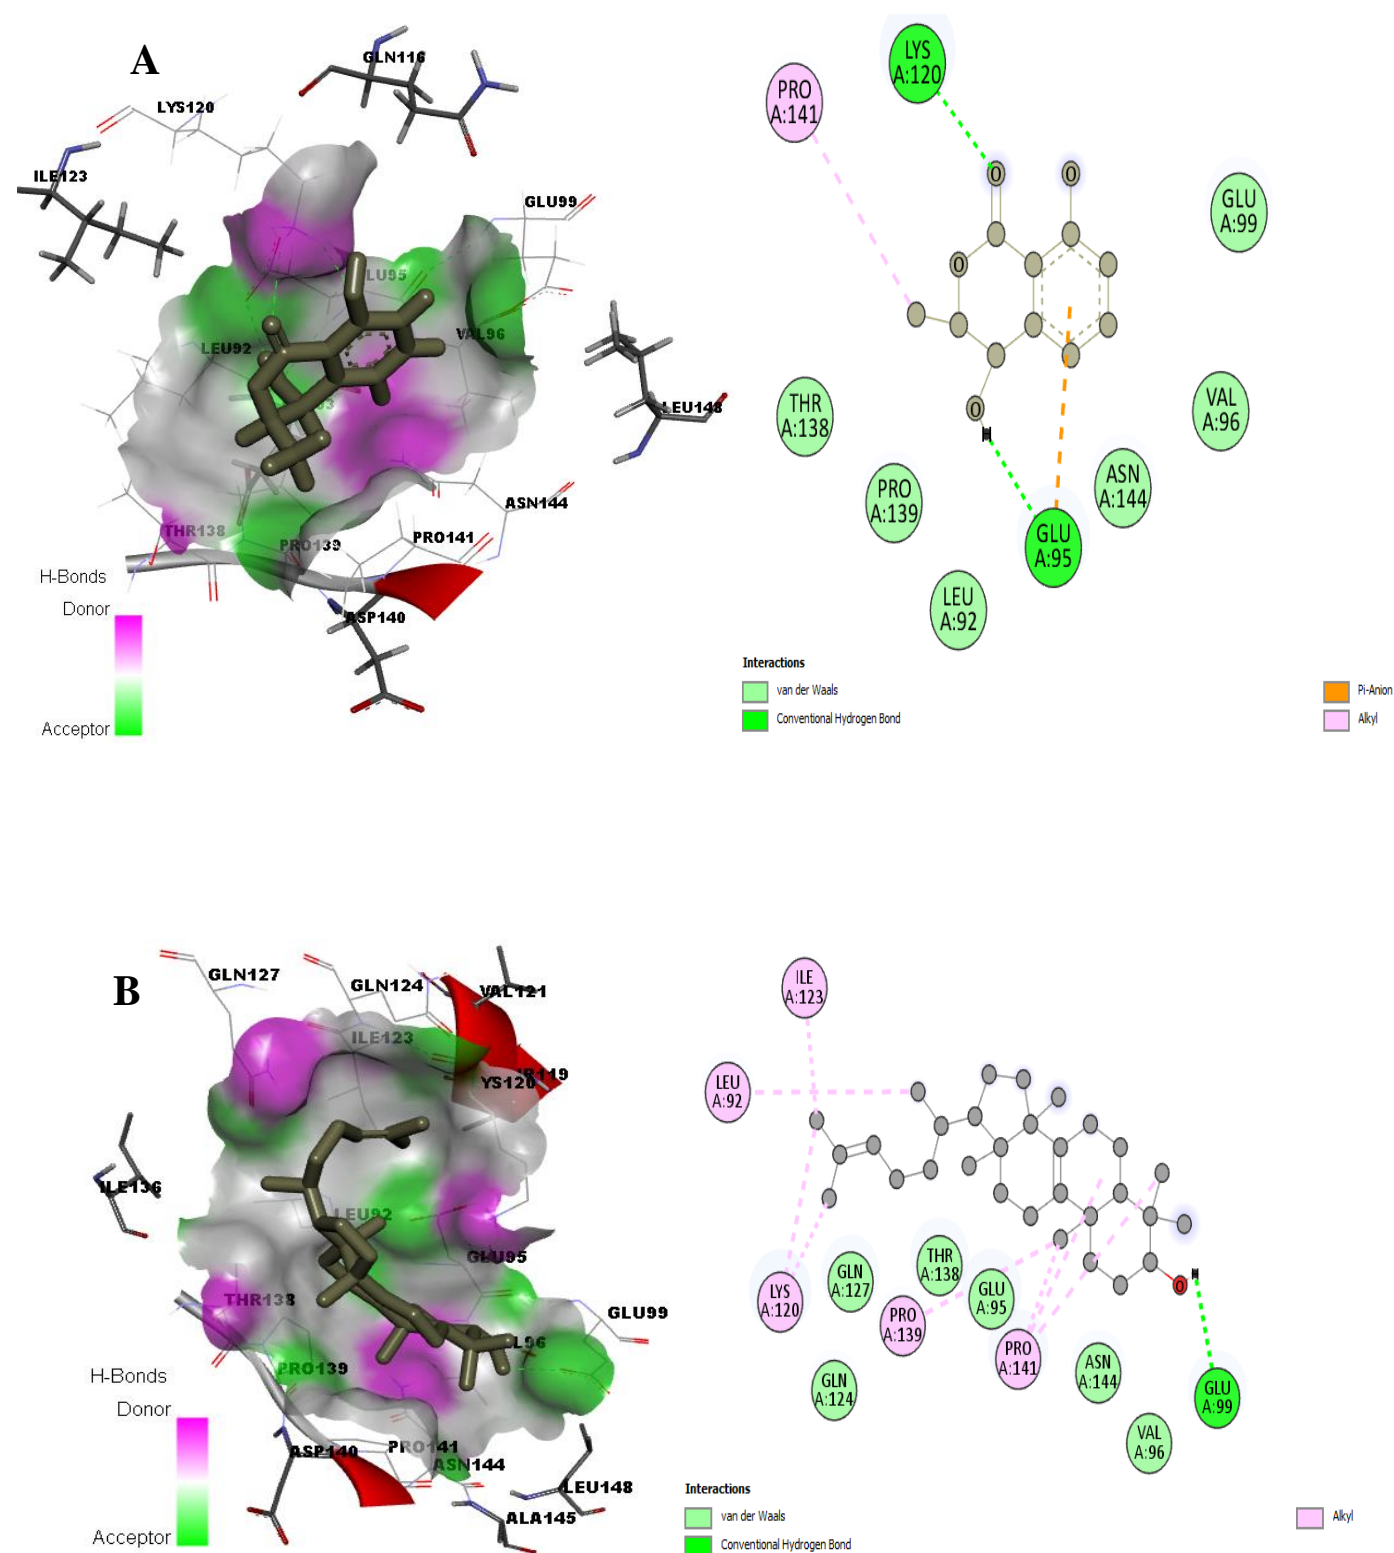 A
GLN116
LYS120
ILE123
GLU99
LU95
VAL96
LEU92
LEU148
ASN144
THR138
PRO139
PRO141
ASP140
H-Bonds
Donor
Acceptor
LYS
A:120
PRO
A:141
O
O
O
GLU
A:99
THR
A:138
VAL
A:96
PRO
A:139
ASN
A:144
O
H
GLU
A:95
LEU
A:92
Interactions
van der Waals
Conventional Hydrogen Bond
Pi-Anion
Alkyl
B
GLN127
GLN124
VAL121
ILE123
YS120
R119
ILE136
LEU92
GLU95
THR138
GLU99
L96
PRO139
ASP140
PRO141
ASN144
LEU148
ALA145
H-Bonds
Donor
Acceptor
ILE
A:123
LEU
A:92
LYS
A:120
GLN
A:127
THR
A:138
GLU
A:95
PRO
A:139
PRO
A:141
GLN
A:124
ASN
A:144
VAL
A:96
O
H
GLU
A:99
Interactions
van der Waals
Conventional Hydrogen Bond
Alkyl